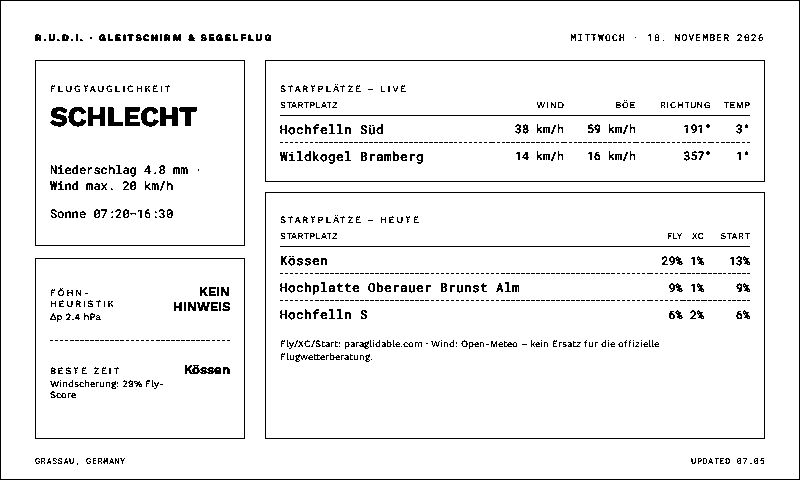 R.U.D.I. · GLEITSCHIRM & SEGELFLUG
MITTWOCH · 18. NOVEMBER 2026
FLUGTAUGLICHKEIT
SCHLECHT
Niederschlag 4.8 mm ·
Wind max. 20 km/h
Sonne 07:20–16:30
FÖHN-
HEURISTIK
Δp 2.4 hPa
KEIN
HINWEIS
BESTE ZEIT
Windscherung: 29% Fly-
Score
Kössen
STARTPLÄTZE — LIVE
STARTPLATZ WIND BÖE RICHTUNG TEMP
Hochfelln Süd 38 km/h 59 km/h 191° 3°
Wildkogel Bramberg 14 km/h 16 km/h 357° 1°
STARTPLÄTZE — HEUTE
STARTPLATZ FLY XC START
Kössen 29% 1% 13%
Hochplatte Oberauer Brunst Alm 9% 1% 9%
Hochfelln S 6% 2% 6%
Fly/XC/Start: paraglidable.com · Wind: Open-Meteo — kein Ersatz für die offizielle
Flugwetterberatung.
GRASSAU, GERMANY
UPDATED 07.05